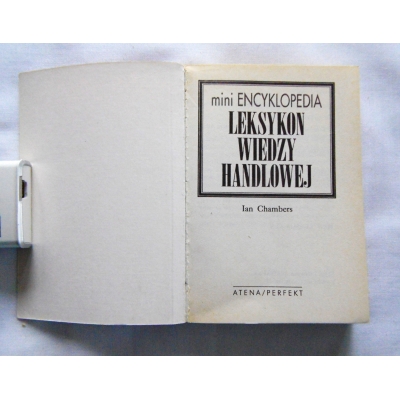 mini ENCYKLOPEDIA
LEKSYKON
WIEDZY
HANDLOWEJ
Ian Chambers
ATENA/PERFEKT